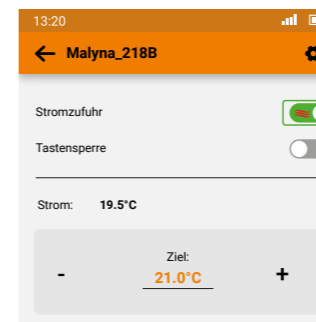 13:20
Malyna_218B
Stromzufuhr
Tastensperre
Strom: 19.5°C
Ziel:
- 21.0°C +